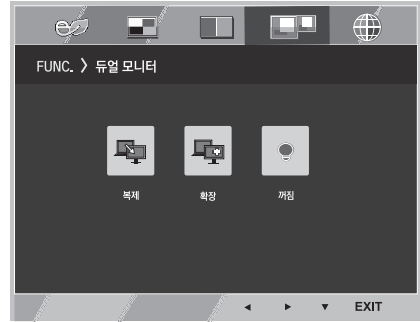 FUNC. 〉 듀얼 모니터
복제 확장 꺼짐
◄ ► ▼ EXIT